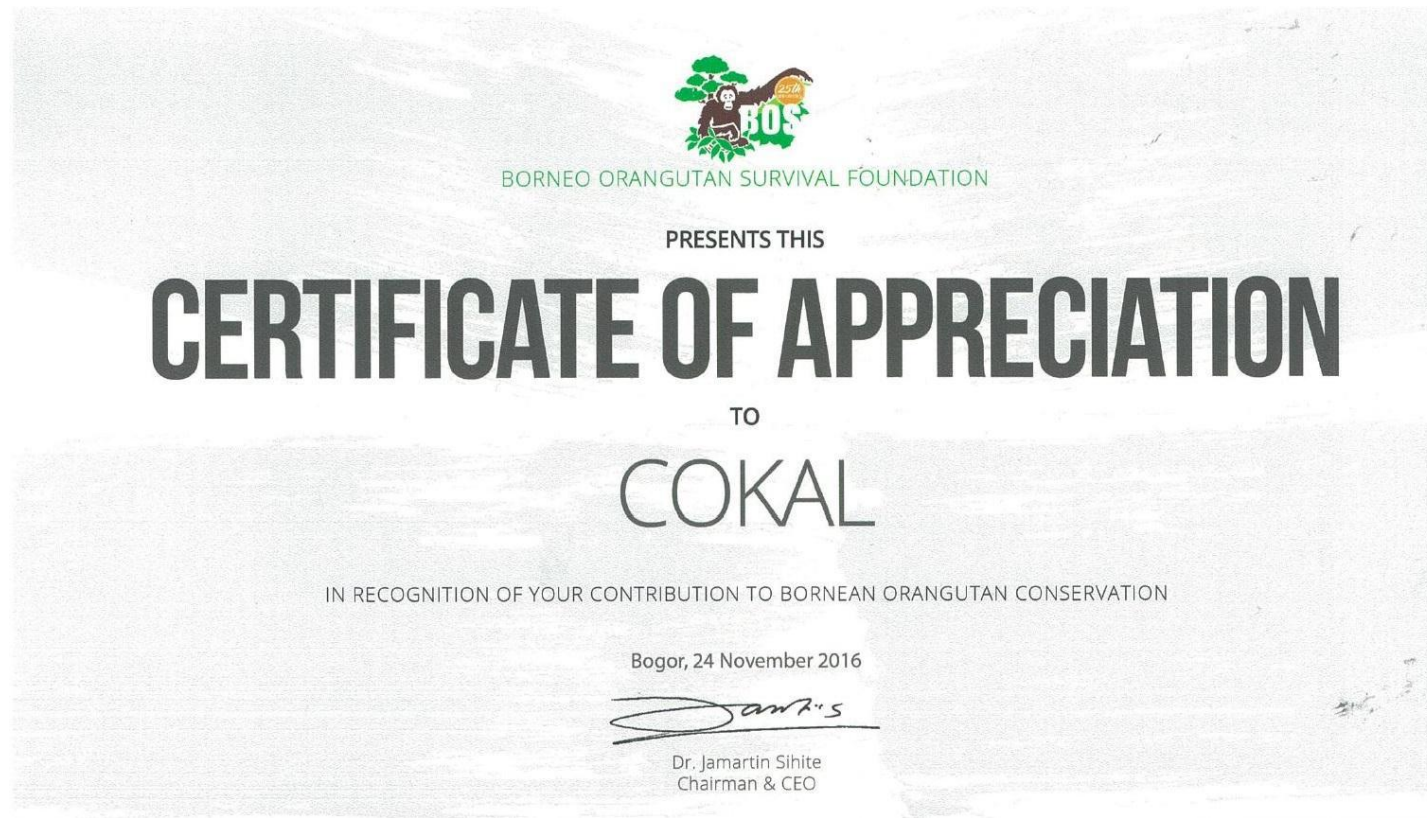 25th
BOS
BORNEO ORANGUTAN SURVIVAL FOUNDATION
PRESENTS THIS
CERTIFICATE OF APPRECIATION
TO
COKAL
IN RECOGNITION OF YOUR CONTRIBUTION TO BORNEAN ORANGUTAN CONSERVATION
Bogor, 24 November 2016
Dr. Jamartin Sihite
Chairman & CEO